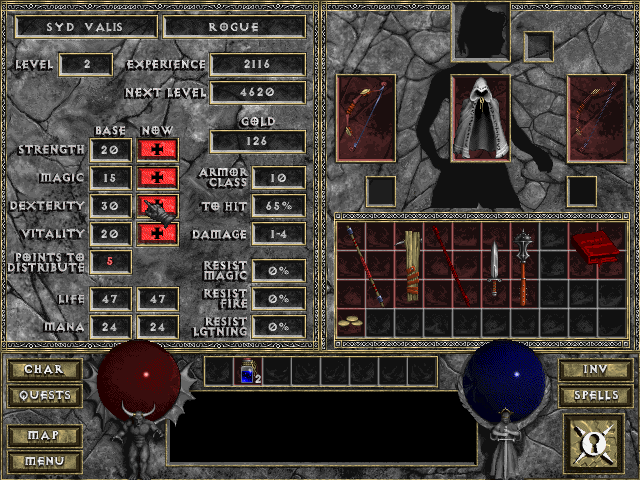 SYD VALIS ROGUE
LEVEL 2 EXPERIENCE 2116
NEXT LEVEL 4620
BASE NOW GOLD
STRENGTH 20 126
MAGIC 15 ARMOR CLASS 10
DEXTERITY 30 TO HIT 65%
VITALITY 20 DAMAGE 1-4
POINTS TO DISTRIBUTE 5
RESIST MAGIC 0%
LIFE 47 47 RESIST FIRE 0%
MANA 24 24 RESIST LGTNING 0%
CHAR 2 INV
QUESTS SPELLS
MAP
MENU